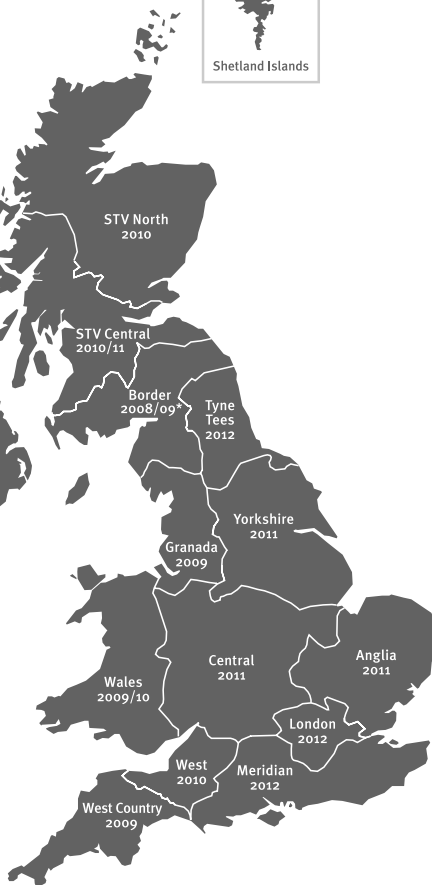 Shetland Islands
STV North
2010
STV Central
2010/11
Border
2008/09*
Tyne
Tees
2012
Yorkshire
2011
Granada
2009
Central
2011
Anglia
2011
Wales
2009/10
London
2012
West
2010
Meridian
2012
West Country
2009